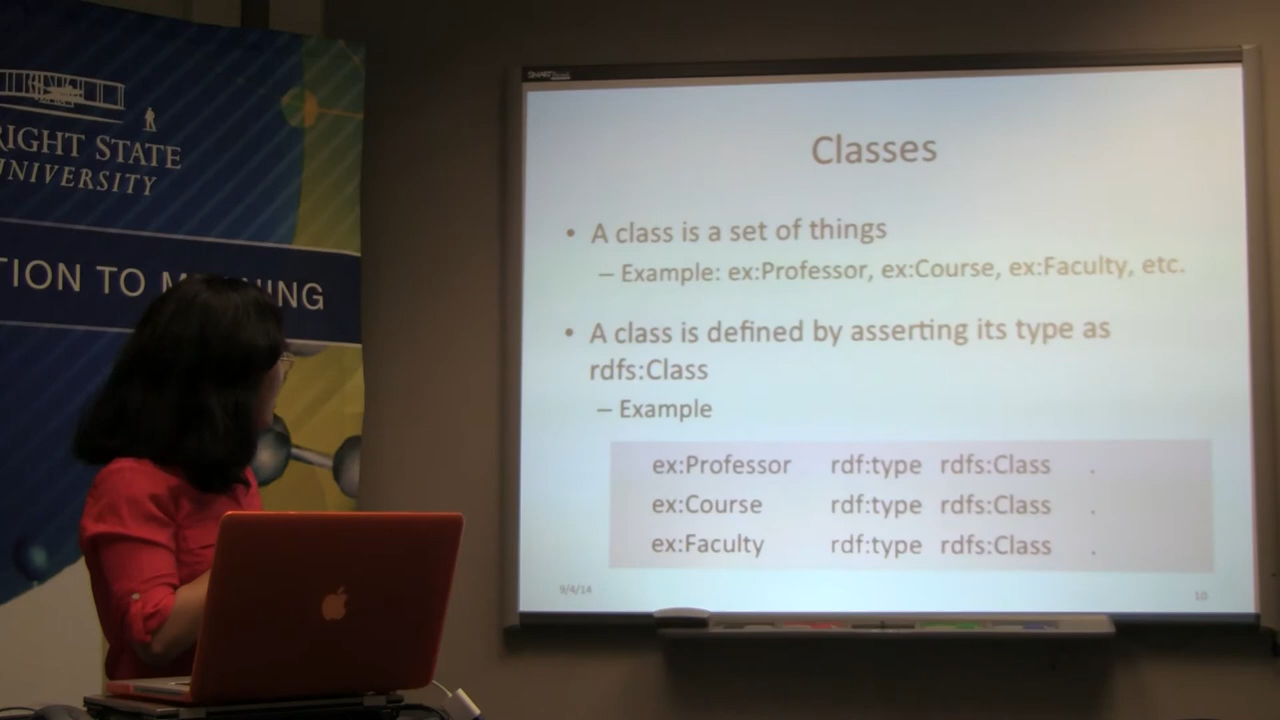 RIGHT STATE
UNIVERSITY
TION TO M NING
SMART
Classes
• A class is a set of things
– Example: ex:Professor, ex:Course, ex:Faculty, etc.
• A class is defined by asserting its type as
rdfs:Class
– Example
ex:Professor rdf:type rdfs:Class .
ex:Course rdf:type rdfs:Class .
ex:Faculty rdf:type rdfs:Class .
9/4/14
10